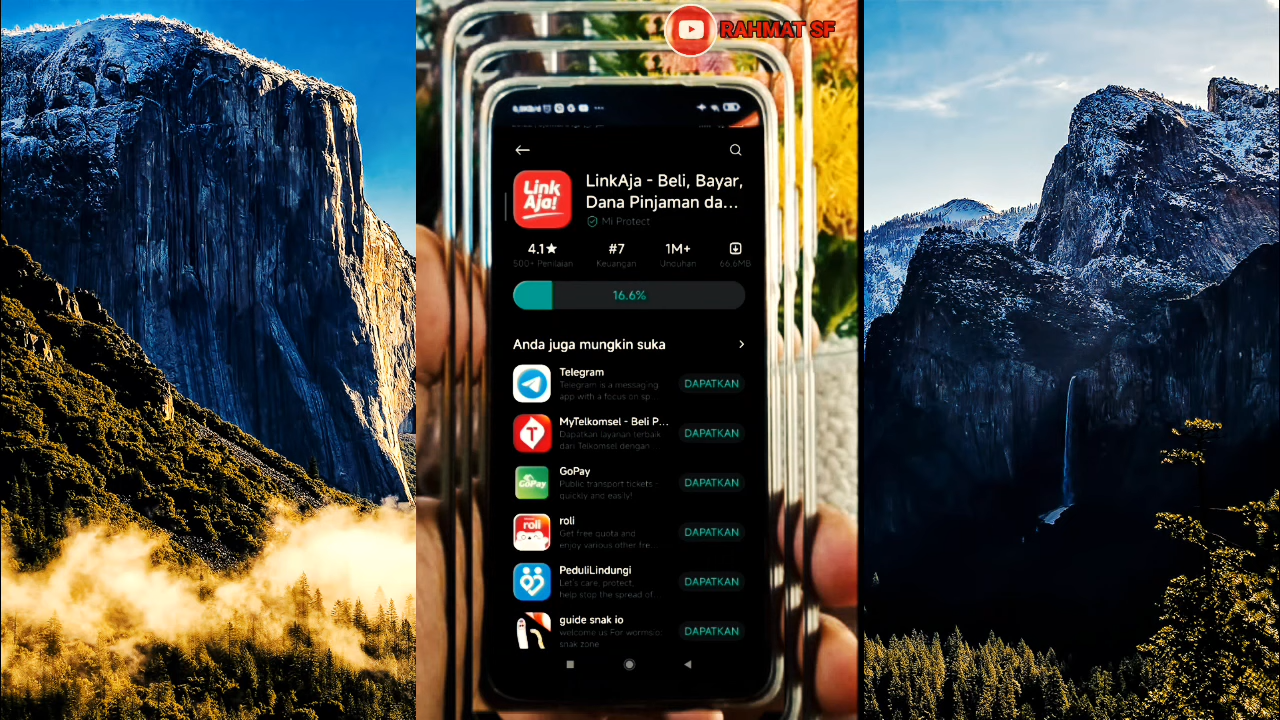 RAHMAT SF
LinkAja - Beli, Bayar,
Dana Pinjaman da...
Mi Protect
4.1★ #7 1M+
500+ Penilaian Keuangan Unduhan 66.6MB
Link
Aja!
16.6%
Anda juga mungkin suka
Telegram
Telegram is a messaging
app with a focus on sp
DAPATKAN
MyTelkomsel - Beli P...
Dapatkan layanan terbaik
dari Telkomsel dengan
DAPATKAN
T
GoPay
Public transport tickets -
quickly and easily!
DAPATKAN
GoPay
roli
Get free quota and
enjoy various other fre...
DAPATKAN
roli
PeduliLindungi
Let's care, protect,
help stop the spread of
DAPATKAN
guide snak io
welcome us For wormsio;
snak zone
DAPATKAN